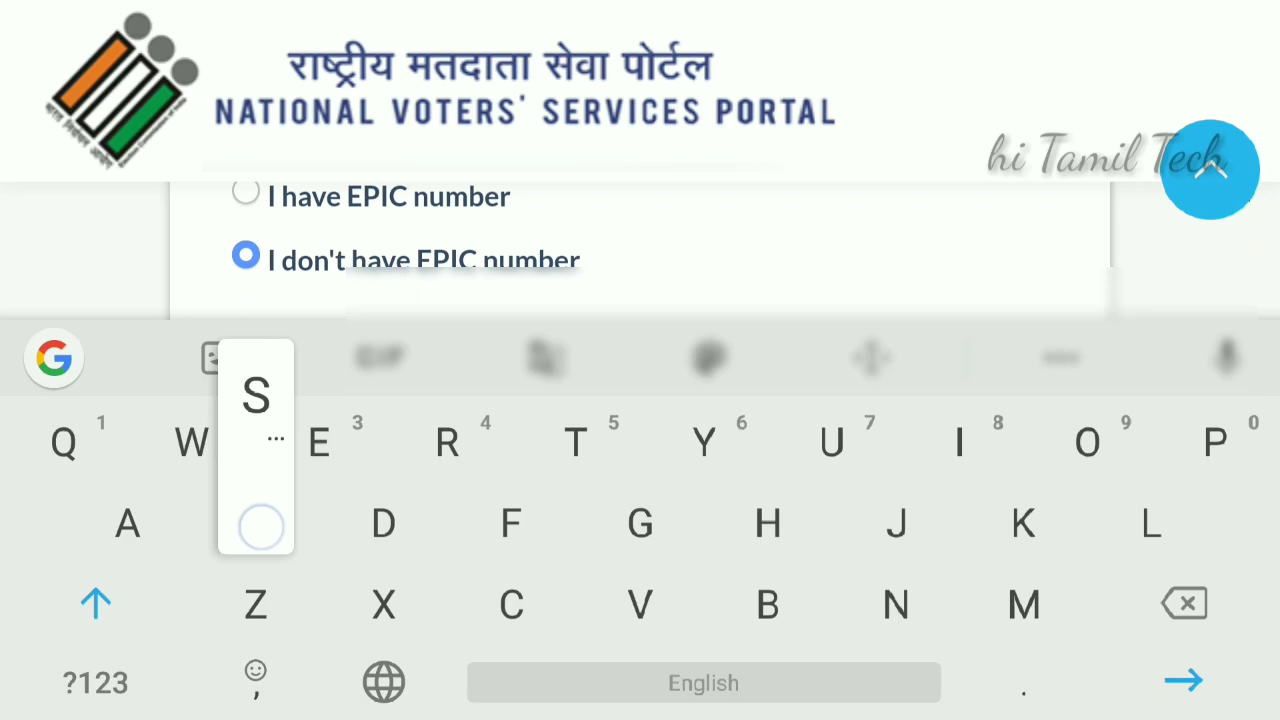 राष्ट्रीय मतदाता सेवा पोर्टल
NATIONAL VOTERS' SERVICES PORTAL
hi Tamil Tech
I have EPIC number
I don't have EPIC number
GIF
S
...
Q 1 W E 3 R 4 T 5 Y 6 U 7 I 8 O 9 P 0
A D F G H J K L
Z X C V B N M
?123 , English .